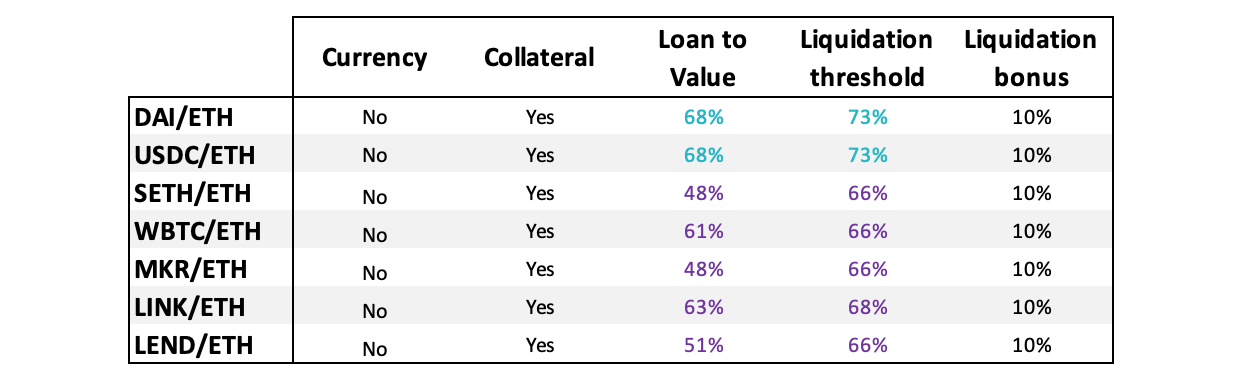 Currency Collateral Loan to Value Liquidation threshold Liquidation bonus
DAI/ETH No Yes 68% 73% 10%
USDC/ETH No Yes 68% 73% 10%
SETH/ETH No Yes 48% 66% 10%
WBTC/ETH No Yes 61% 66% 10%
MKR/ETH No Yes 48% 66% 10%
LINK/ETH No Yes 63% 68% 10%
LEND/ETH No Yes 51% 66% 10%